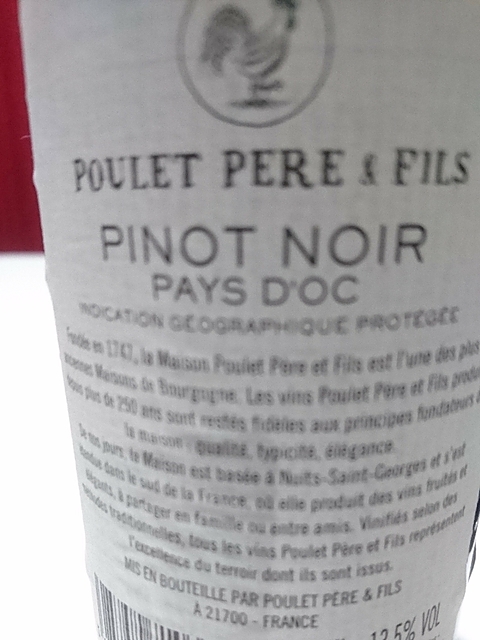 POULET PERE & FILS
PINOT NOIR
PAYS D'OC
INDICATION GÉOGRAPHIQUE PROTÉGÉE
Fondée en 1747, la Maison Poulet Père et Fils est l'une des plus
anciennes Maisons de Bourgogne. Les vins Poulet Père et Fils
plus de 250 ans sont restés fidèles aux principes fondateurs
la maison : qualité, typicité, élégance.
De nos jours, la Maison est basée à Nuits-Saint-Georges et s'est
dans le sud de la France, où elle produit des vins fruités et
élégants, à partager en famille ou entre amis. Vinifiés selon des
méthodes traditionnelles, tous les vins Poulet Père et Fils représentent
l'excellence du terroir dont ils sont issus.
MIS EN BOUTEILLE PAR POULET PÈRE & FILS
À 21700 - FRANCE
12.5% VOL